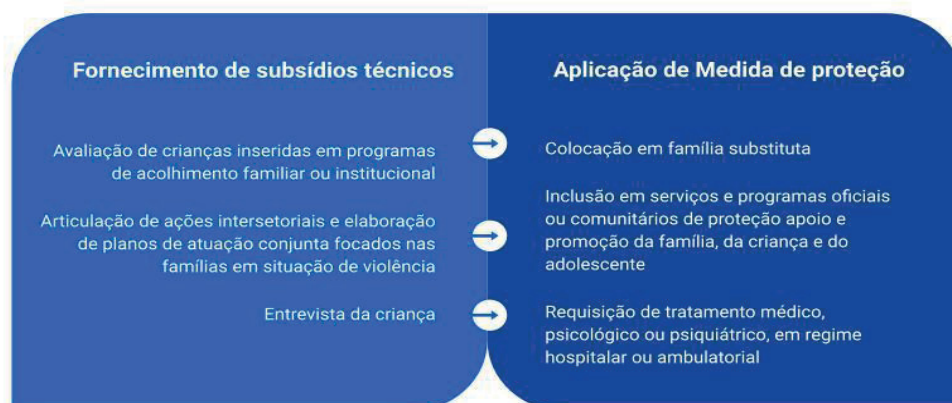 Fornecimento de subsídios técnicos
Avaliação de crianças inseridas em programas
de acolhimento familiar ou institucional
Articulação de ações intersetoriais e elaboração
de planos de atuação conjunta focados nas
famílias em situação de violência
Entrevista da criança
Aplicação de Medida de proteção
Colocação em família substituta
Inclusão em serviços e programas oficiais
ou comunitários de proteção apoio e
promoção da família, da criança e do
adolescente
Requisição de tratamento médico,
psicológico ou psiquiátrico, em regime
hospitalar ou ambulatorial